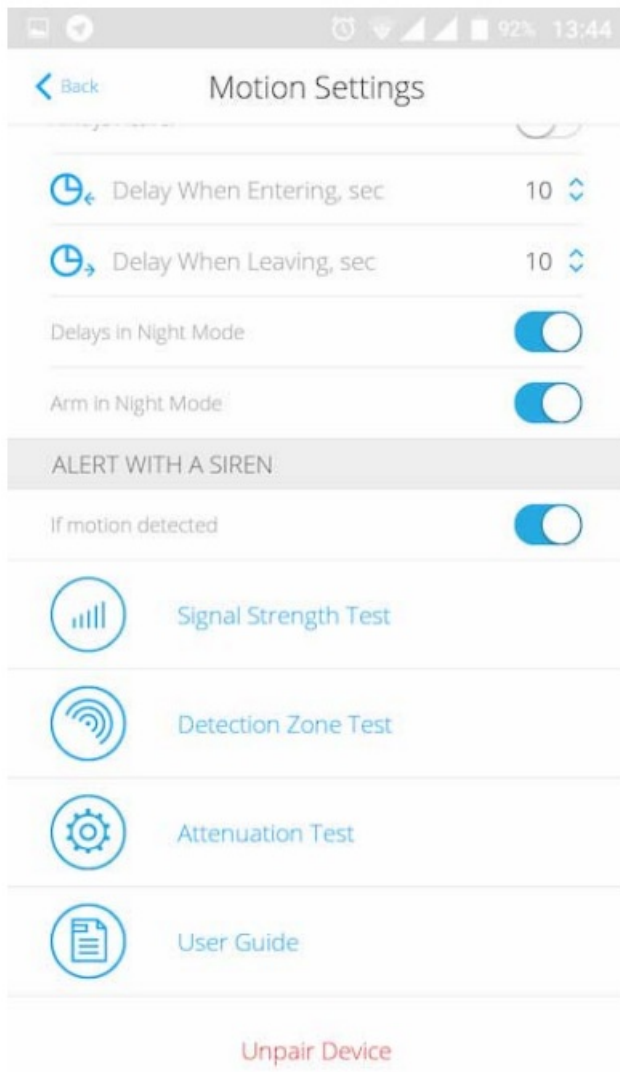 92% 13:44
Back Motion Settings
Delay When Entering, sec 10
Delay When Leaving, sec 10
Delays in Night Mode
Arm in Night Mode
ALERT WITH A SIREN
If motion detected
Signal Strength Test
Detection Zone Test
Attenuation Test
User Guide
Unpair Device